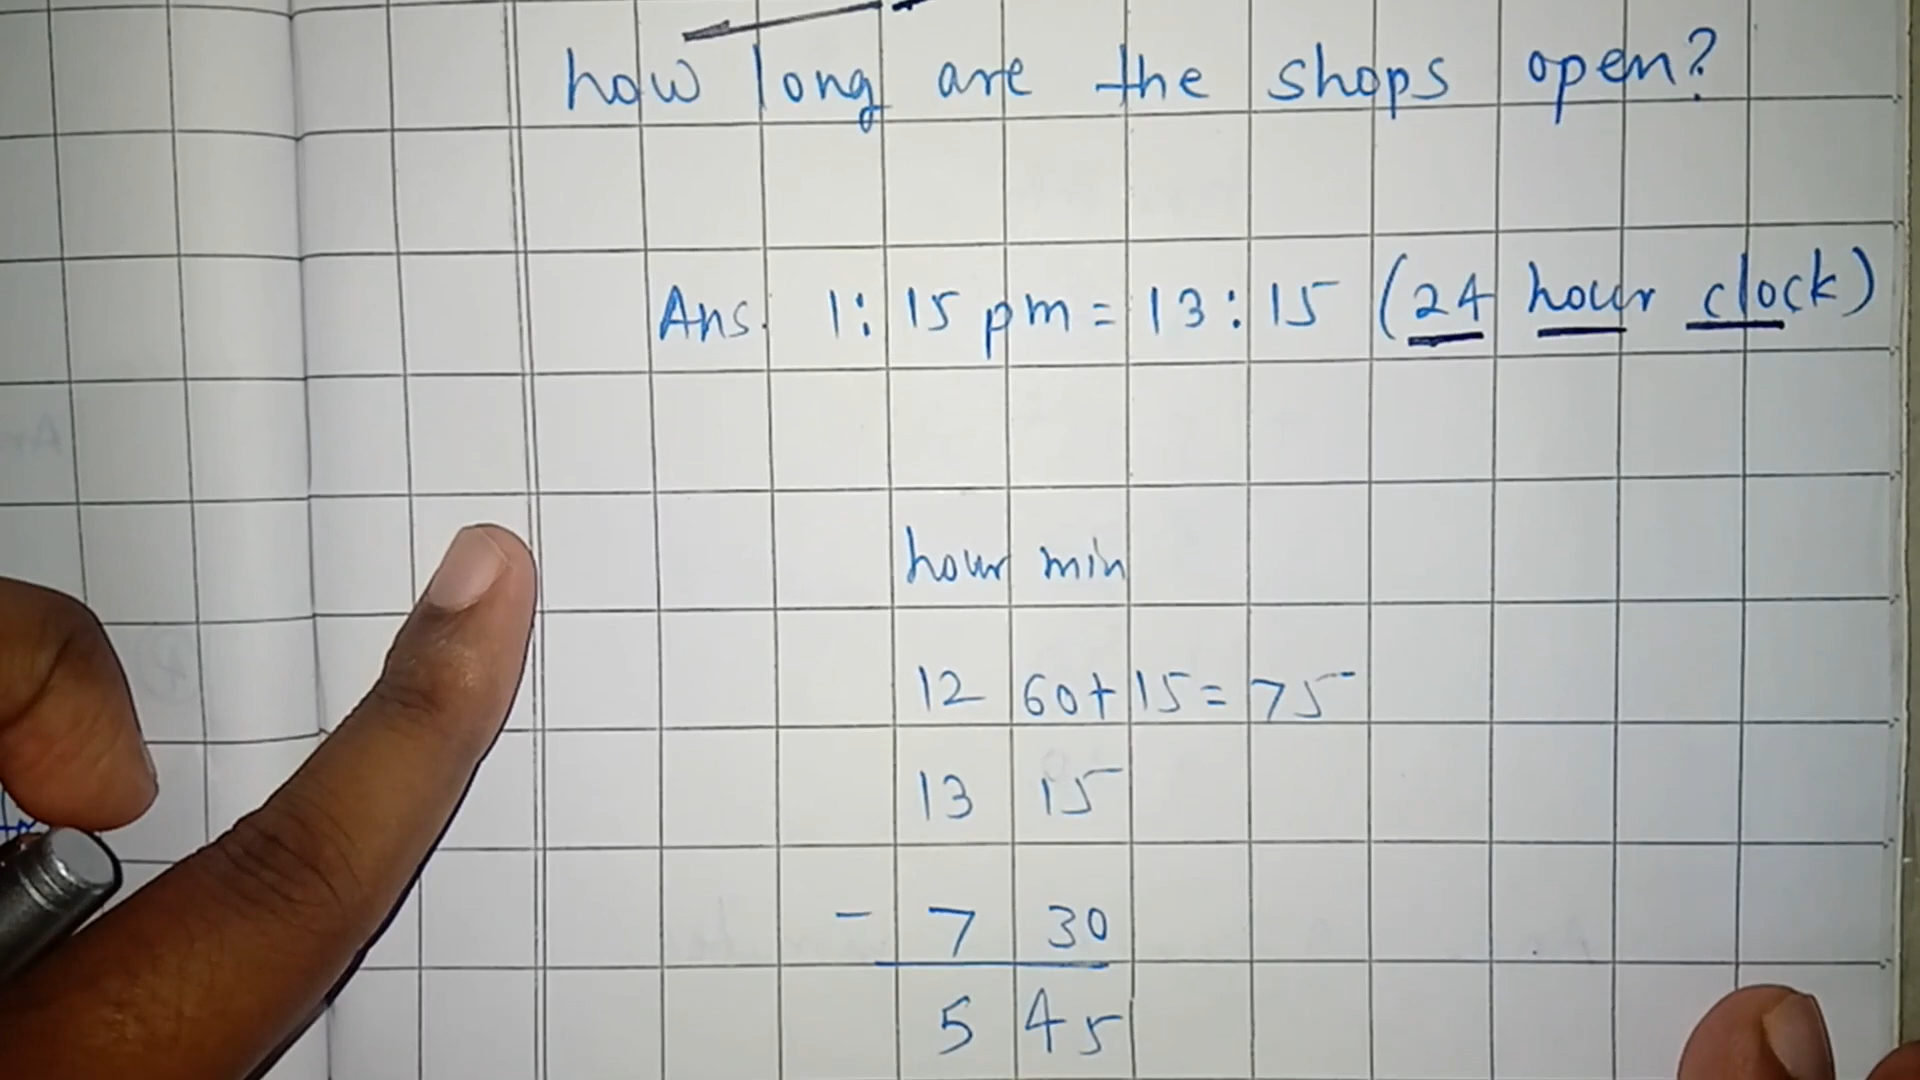 how long are the shops open?
Ans. 1:15 pm = 13:15 (24 hour clock)
hour min
12 60+15=75
13 15
- 7 30
5 45